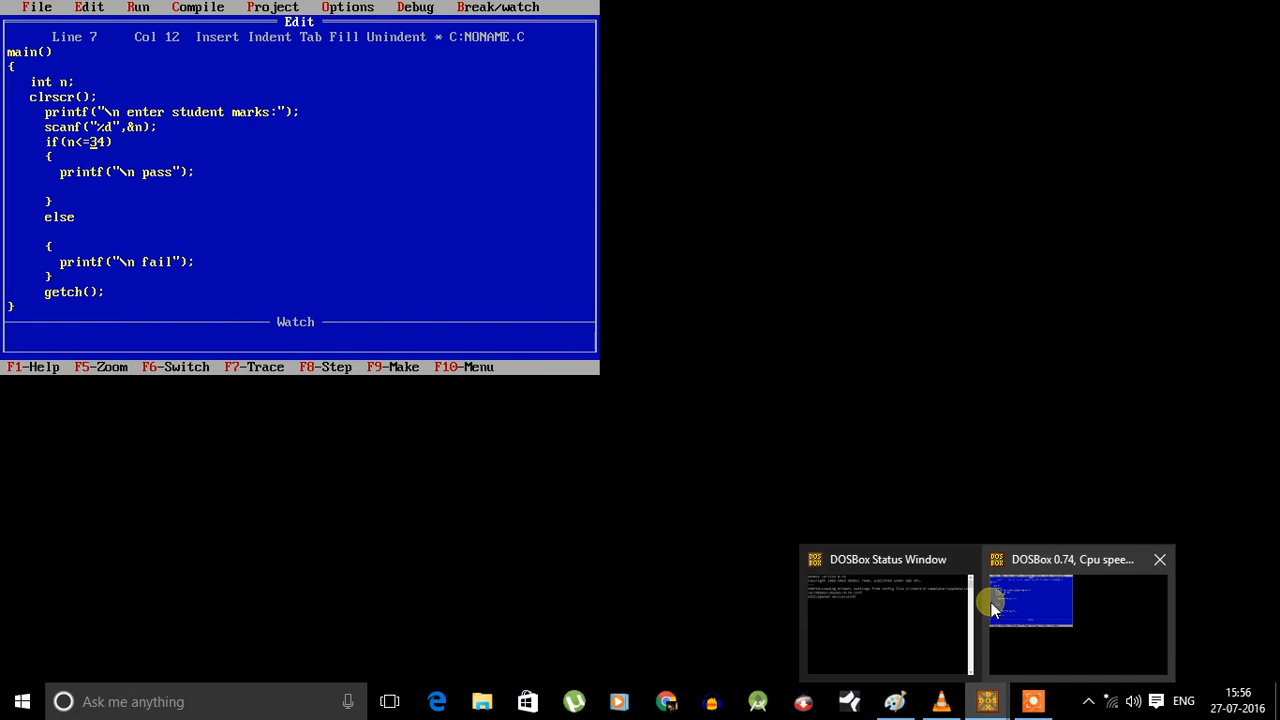 File Edit Run Compile Project Options Debug Break/watch
Edit
Line 7 Col 12 Insert Indent Tab Fill Unindent * C:NONAME.C
main()
{
int n;
clrscr();
printf("\n enter student marks:");
scanf("%d",&n);
if(n<=34)
{
printf("\n pass");
}
else
{
printf("\n fail");
}
getch();
}
Watch
F1-Help F5-Zoom F6-Switch F7-Trace F8-Step F9-Make F10-Menu
DOSBox Status Window
DOSBox 0.74, Cpu spee...
Ask me anything
ENG
15:56
27-07-2016